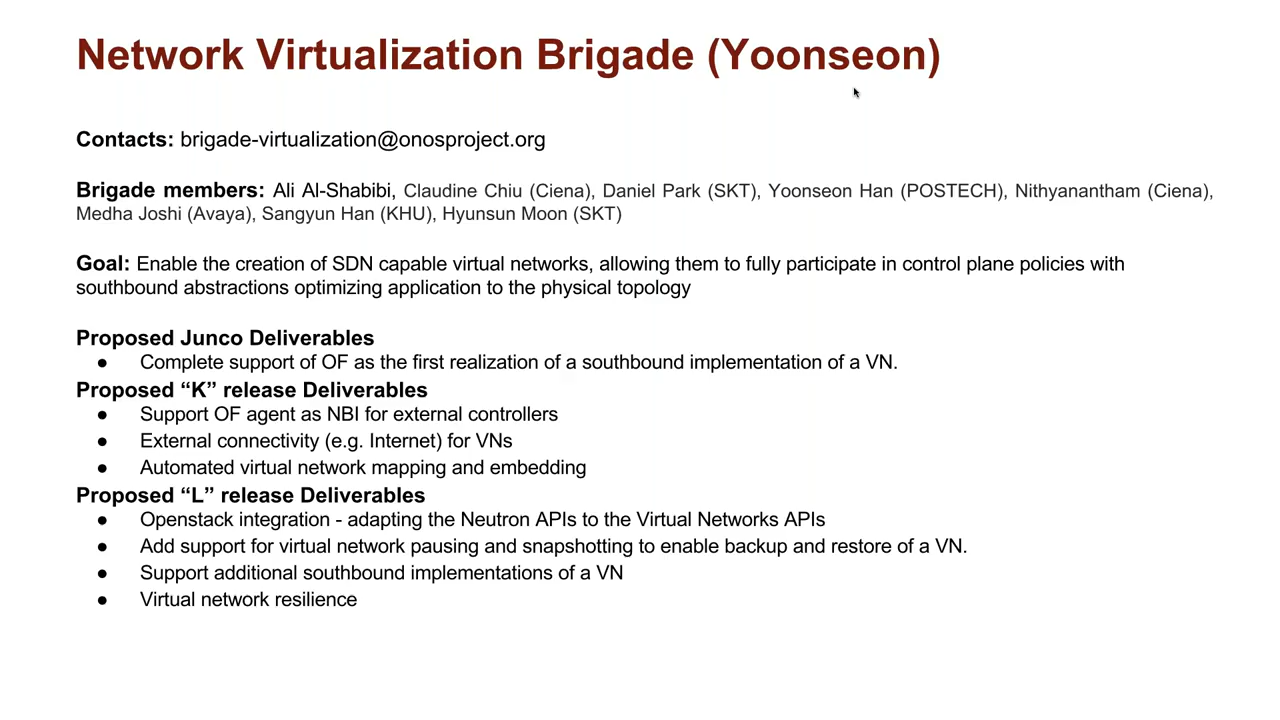 Network Virtualization Brigade (Yoonseon)
Contacts: brigade-virtualization@onosproject.org
Brigade members: Ali Al-Shabibi, Claudine Chiu (Ciena), Daniel Park (SKT), Yoonseon Han (POSTECH), Nithyanantham (Ciena),
Medha Joshi (Avaya), Sangyun Han (KHU), Hyunsun Moon (SKT)
Goal: Enable the creation of SDN capable virtual networks, allowing them to fully participate in control plane policies with
southbound abstractions optimizing application to the physical topology
Proposed Junco Deliverables
● Complete support of OF as the first realization of a southbound implementation of a VN.
Proposed “K” release Deliverables
● Support OF agent as NBI for external controllers
● External connectivity (e.g. Internet) for VNs
● Automated virtual network mapping and embedding
Proposed “L” release Deliverables
● Openstack integration - adapting the Neutron APIs to the Virtual Networks APIs
● Add support for virtual network pausing and snapshotting to enable backup and restore of a VN.
● Support additional southbound implementations of a VN
● Virtual network resilience